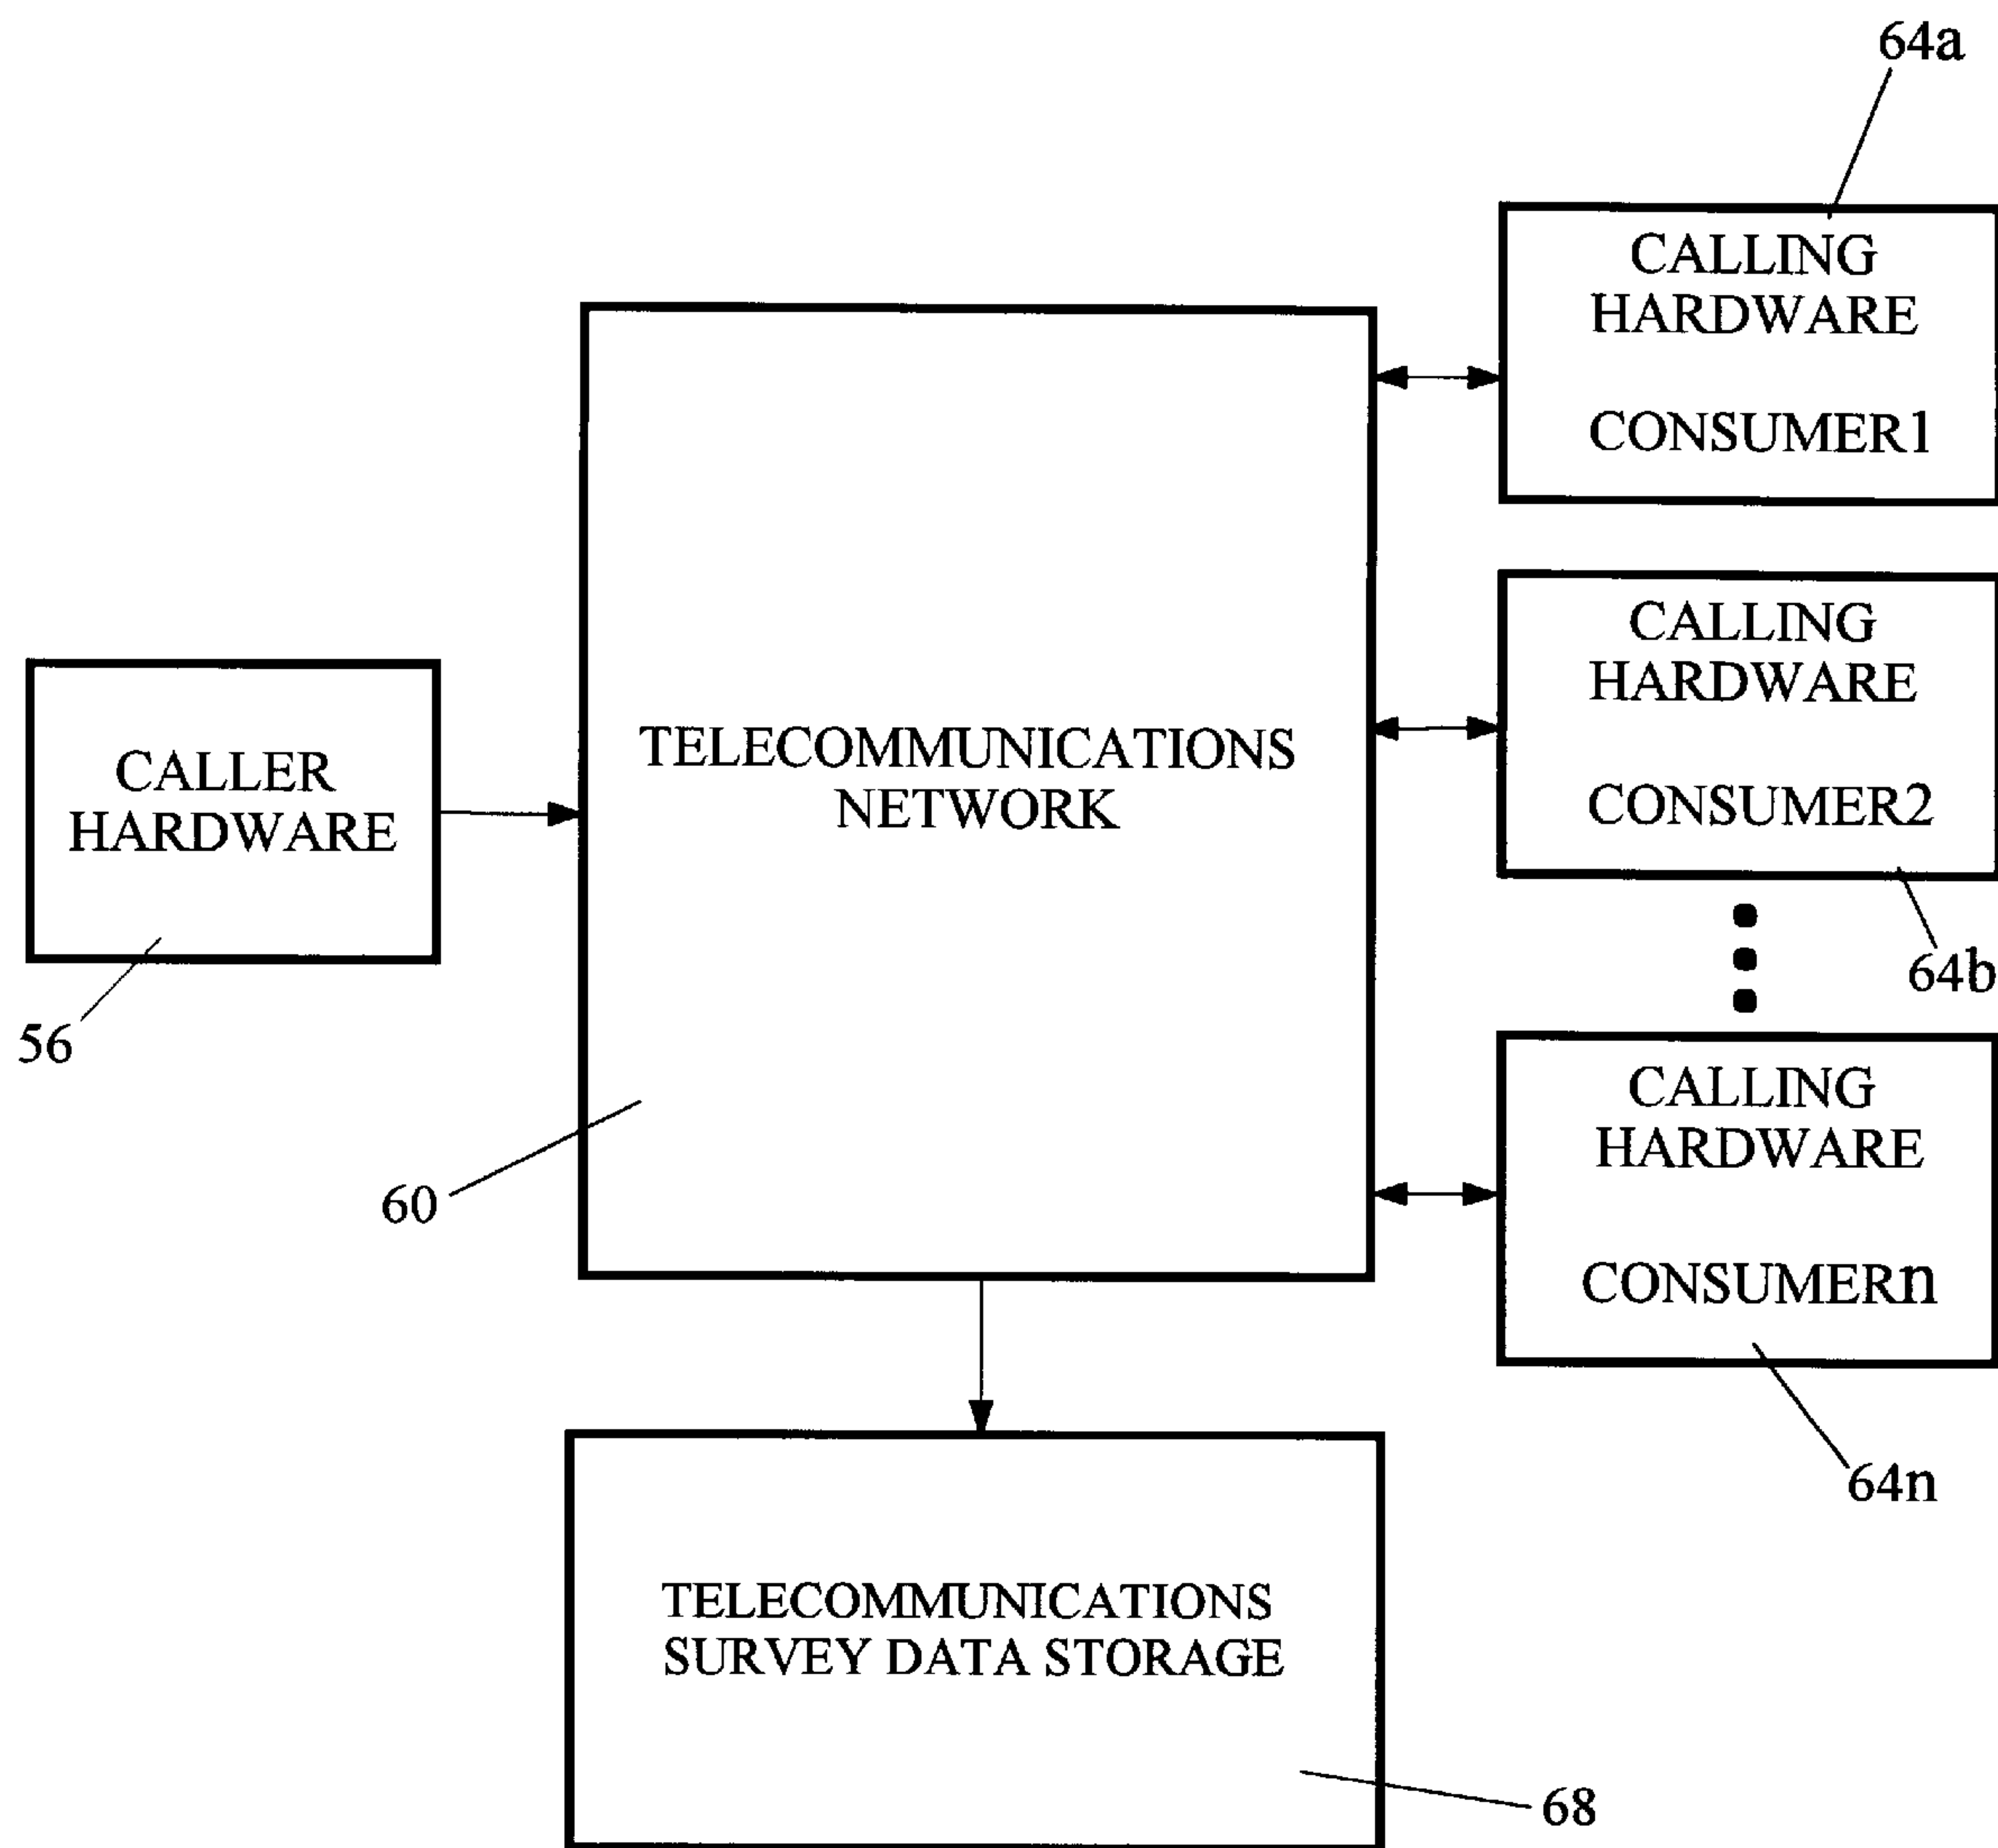 64a
CALLING
HARDWARE
CONSUMER1
CALLING
HARDWARE
CONSUMER2
64b
CALLER
HARDWARE
56
TELECOMMUNICATIONS
NETWORK
60
CALLING
HARDWARE
CONSUMERn
64n
TELECOMMUNICATIONS
SURVEY DATA STORAGE
68